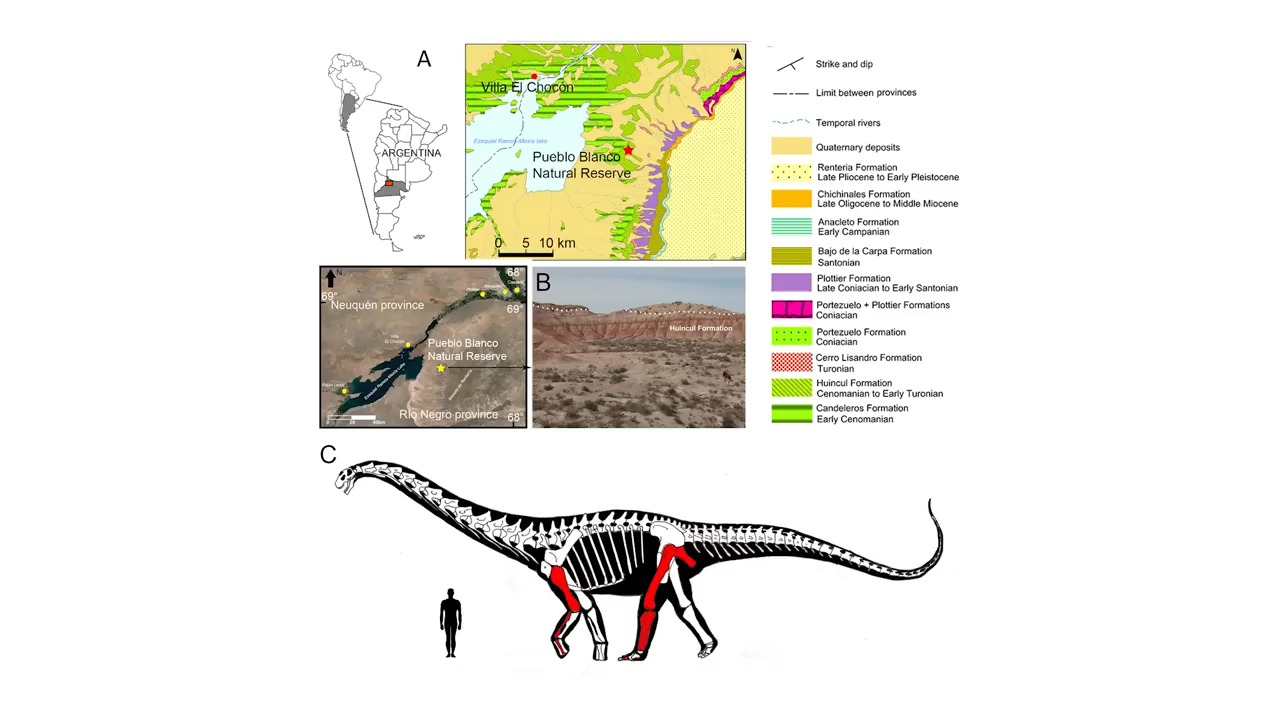 A
ARGENTINA
N
Villa El Chocón
Ezequiel Ramos Mexía lake
Pueblo Blanco
Natural Reserve
0 5 10 km
Strike and dip
Limit between provinces
Temporal rivers
Quaternary deposits
Renteria Formation
Late Pliocene to Early Pleistocene
Chichinales Formation
Late Oligocene to Middle Miocene
Anacleto Formation
Early Campanian
Bajo de la Carpa Formation
Santonian
Plottier Formation
Late Coniacian to Early Santonian
Portezuelo + Plottier Formations
Coniacian
Portezuelo Formation
Coniacian
Cerro Lisandro Formation
Turonian
Huincul Formation
Cenomanian to Early Turonian
Candeleros Formation
Early Cenomanian
N
68°
69°
Neuquén province
69°
Villa
El Chocón
Pueblo Blanco
Natural Reserve
Ezequiel Ramos Mexía Lake
Río Negro province
68°
B
Huincul Formation
C